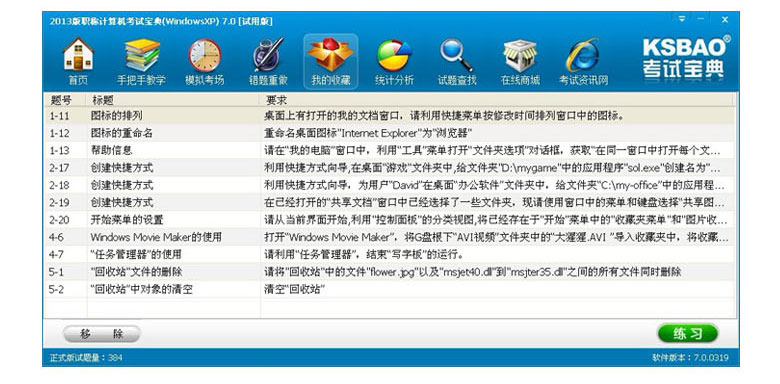 2013版职称计算机考试宝典(WindowsXP) 7.0 [试用版]
首页 手把手教学 模拟考场 错题重做 我的收藏 统计分析 试题查找 在线商城 考试资讯网
KSBAO®
考试宝典
题号 标题 要求
1-11 图标的排列 桌面上有打开的我的文档窗口，请利用快捷菜单按修改时间排列窗口中的图标。
1-12 图标的重命名 重命名桌面图标"Internet Explorer"为"浏览器"
1-13 帮助信息 请在"我的电脑"窗口中，利用"工具"菜单打开"文件夹选项"对话框，获取"在同一窗口中打开每个文...
2-17 创建快捷方式 利用快捷方式向导,在桌面"游戏"文件夹中,给文件夹"D:\mygame"中的应用程序"sol.exe"创建名为"...
2-18 创建快捷方式 利用快捷方式向导，为用户"David"在桌面"办公软件"文件夹中，给文件夹"C:\my-office"中的应用程...
2-19 创建快捷方式 在已经打开的"共享文档"窗口中已经选择了一些文件夹，现请使用窗口中的菜单和键盘选择"共享图...
2-20 开始菜单的设置 请从当前界面开始,利用"控制面板"的分类视图,将已经存在于"开始"菜单中的"收藏夹菜单"和"图片收...
4-6 Windows Movie Maker的使用 打开"Windows Movie Maker"，将G盘根下"AVI视频"文件夹中的"大猩猩.AVI "导入收藏夹中，将收藏...
4-7 "任务管理器"的使用 请利用"任务管理器"，结束"写字板"的运行。
5-1 "回收站"文件的删除 请将"回收站"中的文件"flower.jpg"以及"msjet40.dll"到"msjter35.dll"之间的所有文件同时删除
5-2 "回收站"中对象的清空 清空"回收站"
移 除 练 习
正式版试题量：384 软件版本：7.0.0319